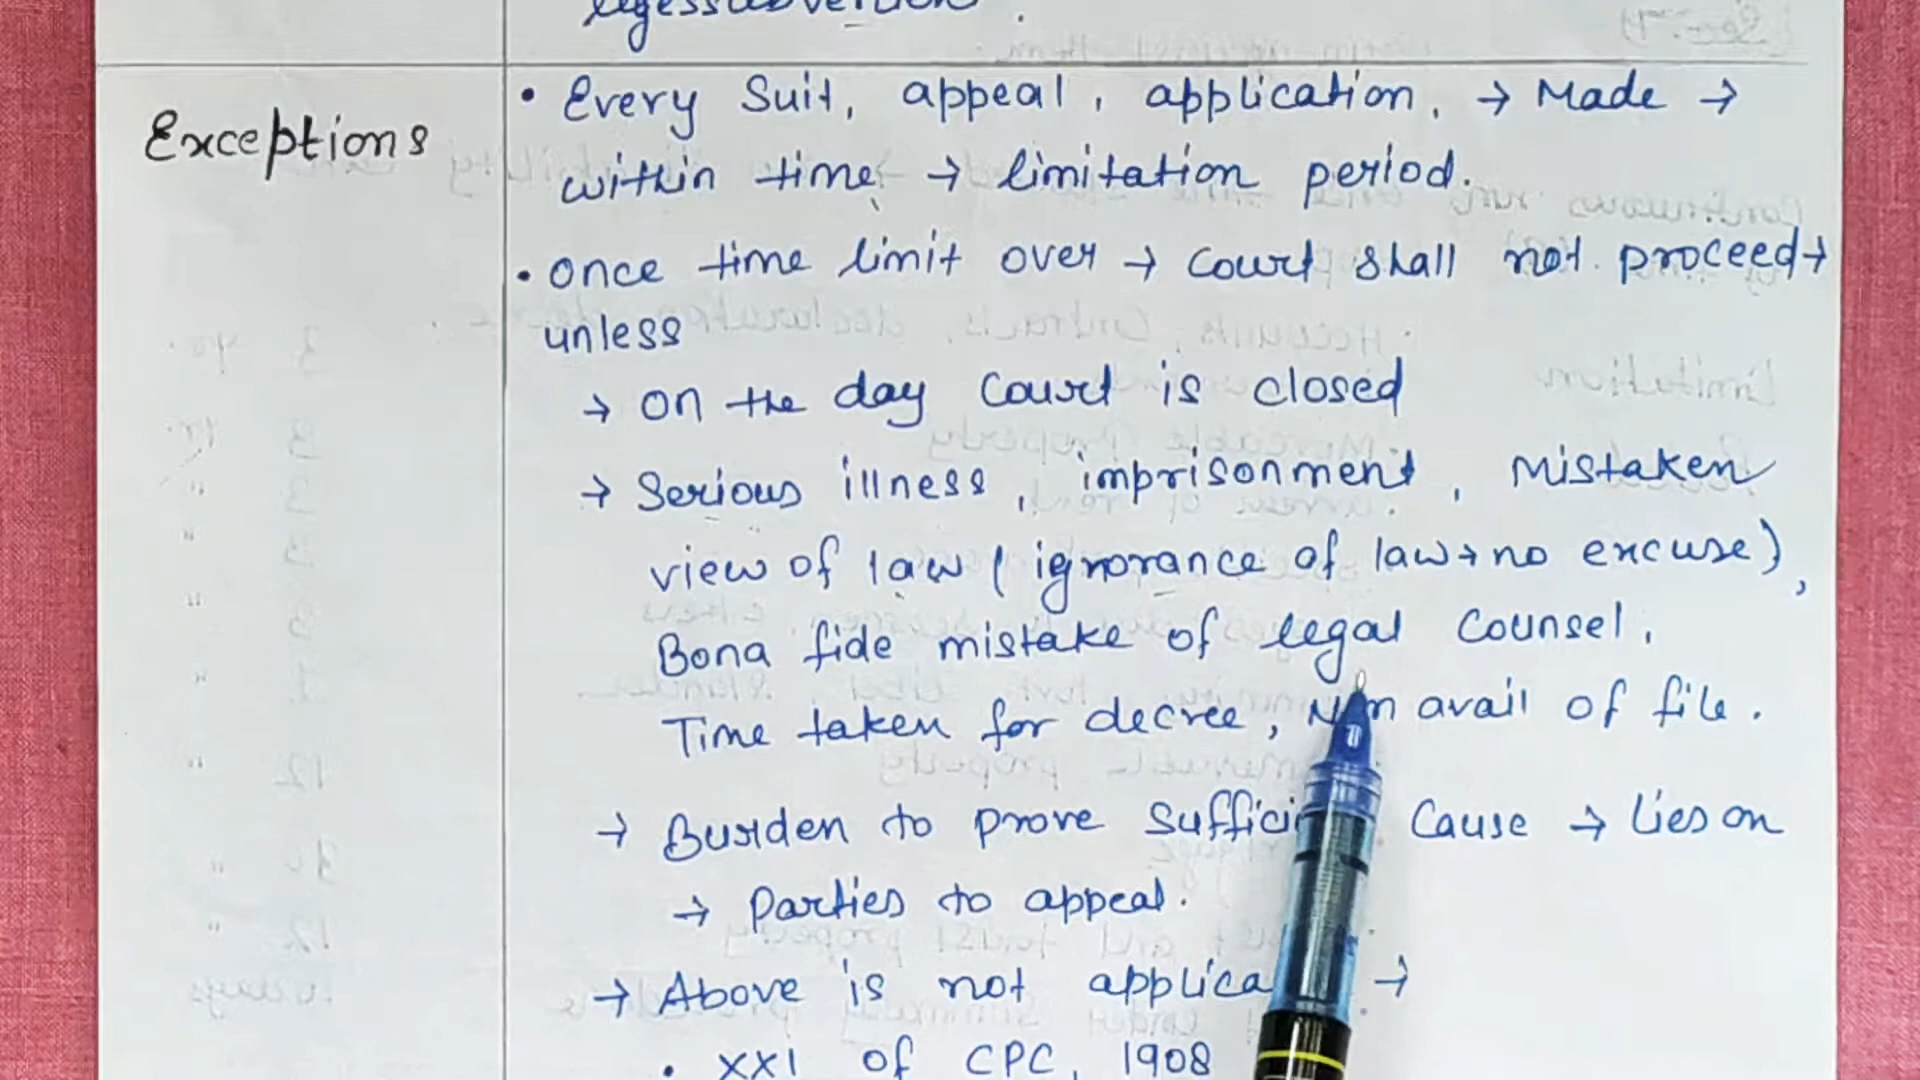 Exceptions
• Every Suit, appeal, application, → Made →
within time → limitation period.
• Once time limit over → Court shall not proceed →
unless
→ on the day Court is closed
→ Serious illness, imprisonment, Mistaken
view of law (ignorance of law → no excuse),
Bona fide mistake of legal Counsel,
Time taken for decree, Non avail of file.
→ Burden to prove Suffici Cause → Lies on
→ Parties to appeal.
→ Above is not applica →
• XXI of CPC, 1908